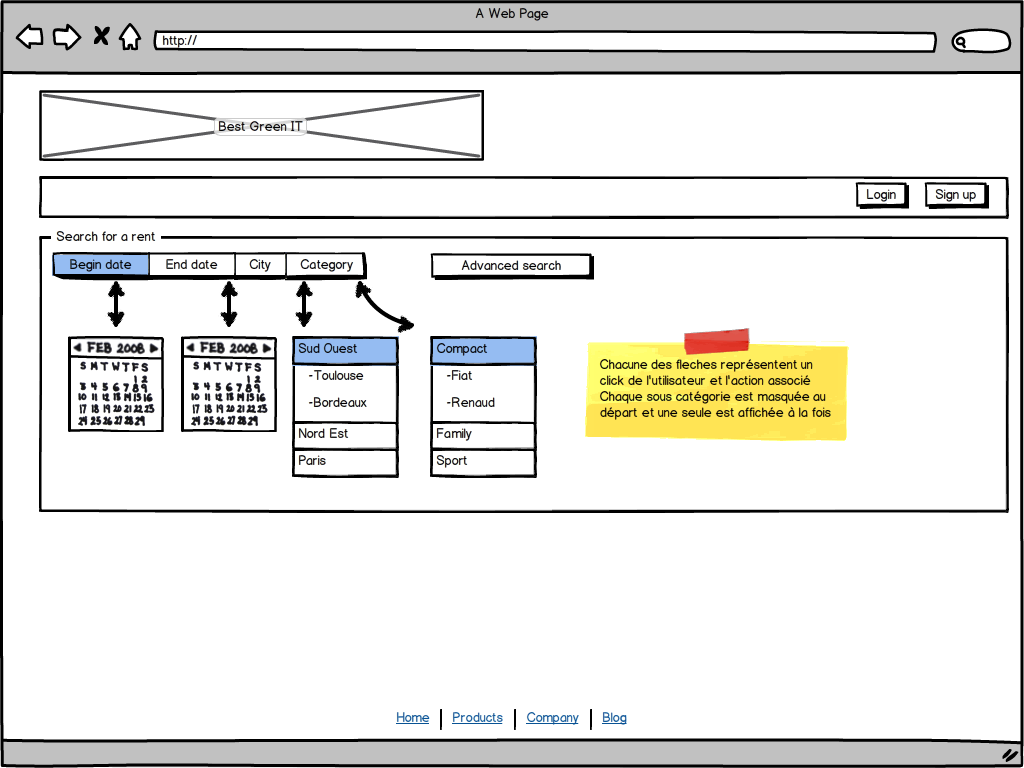 A Web Page
http://
Best Green IT
Login Sign up
Search for a rent
Begin date End date City Category Advanced search
FEB 2008
S M T W T F S
1 2
3 4 5 6 7 8 9
10 11 12 13 14 15 16
17 18 19 20 21 22 23
24 25 26 27 28 29
FEB 2008
S M T W T F S
1 2
3 4 5 6 7 8 9
10 11 12 13 14 15 16
17 18 19 20 21 22 23
24 25 26 27 28 29
Sud Ouest
-Toulouse
-Bordeaux
Nord Est
Paris
Compact
-Fiat
-Renaud
Family
Sport
Chacune des fleches représentent un
click de l'utilisateur et l'action associé
Chaque sous catégorie est masquée au
départ et une seule est affichée à la fois
Home Products Company Blog